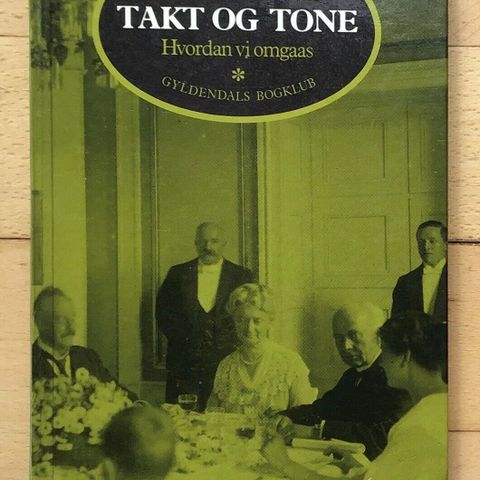 TAKT OG TONE
Hvordan vi omgaas
GYLDENDALS BOGKLUB